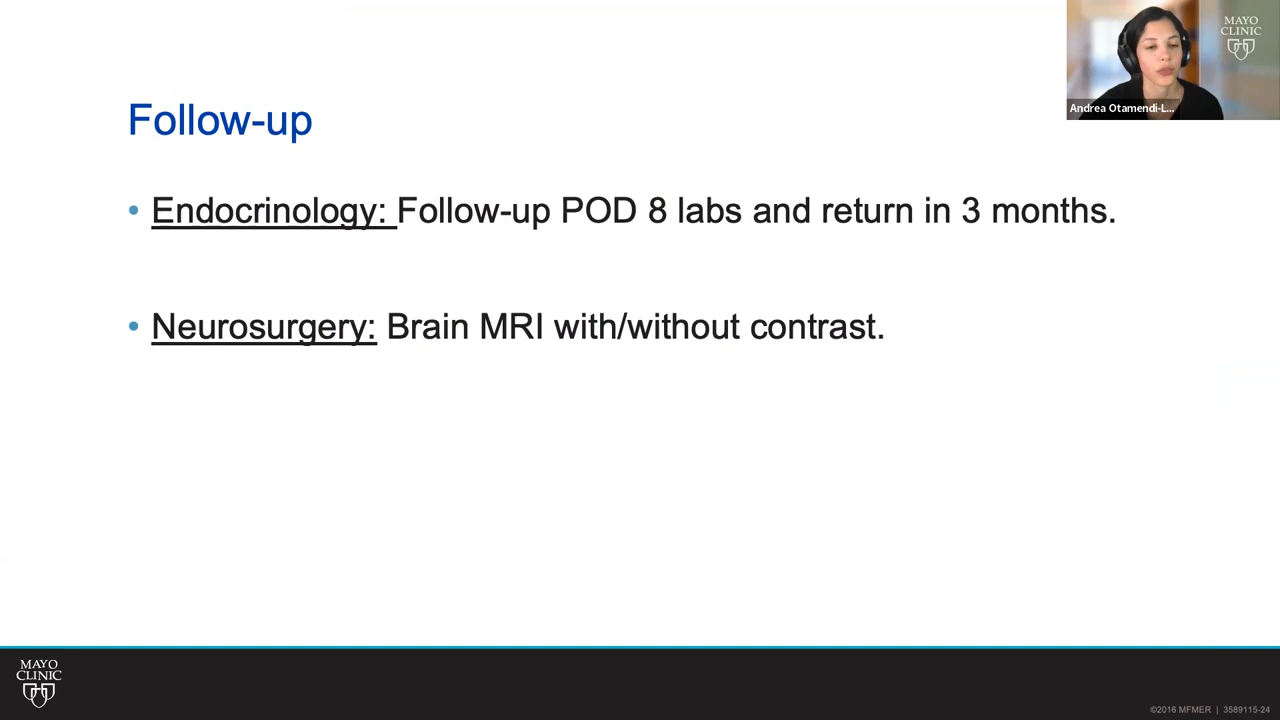 MAYO
CLINIC
Andrea Otamendi-L...
Follow-up
• Endocrinology: Follow-up POD 8 labs and return in 3 months.
• Neurosurgery: Brain MRI with/without contrast.
MAYO
CLINIC
©2016 MFMER | 3589115-24